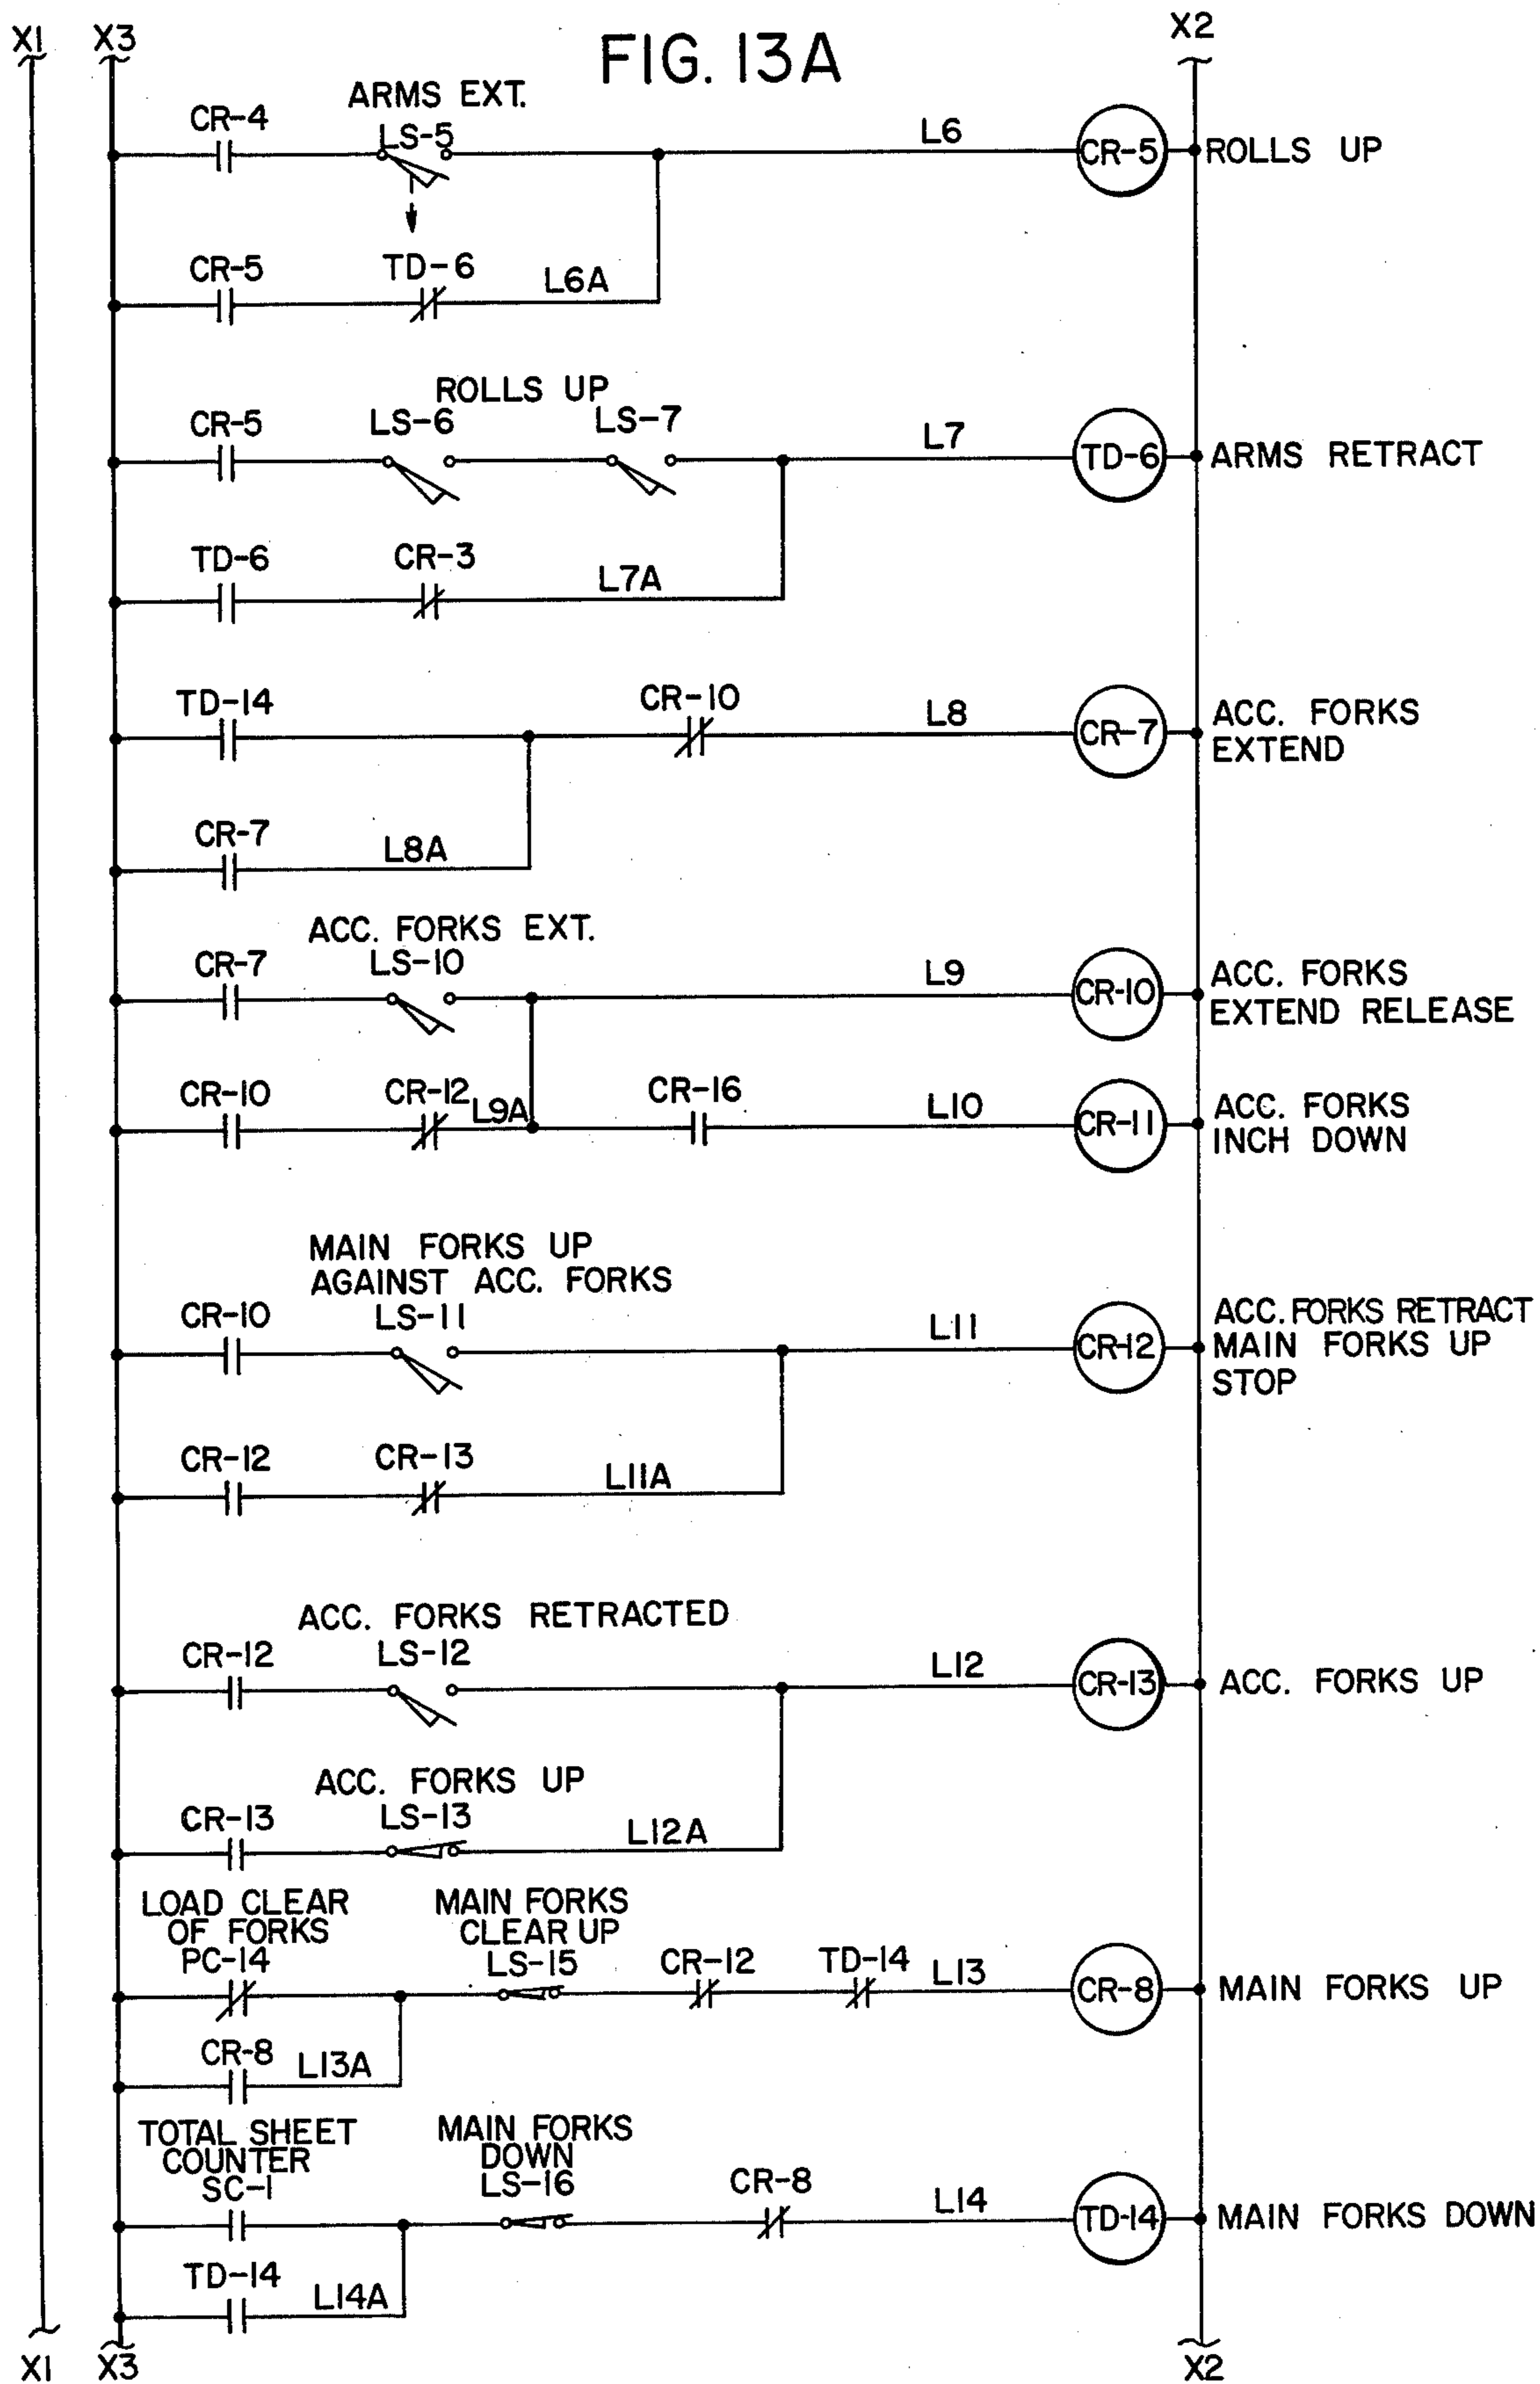 X1 X3 FIG. 13A X2
ARMS EXT.
CR-4 LS-5 L6 CR-5 ROLLS UP
CR-5 TD-6 L6A
ROLLS UP
CR-5 LS-6 LS-7 L7 TD-6 ARMS RETRACT
TD-6 CR-3 L7A
TD-14 CR-10 L8 CR-7 ACC. FORKS
EXTEND
CR-7 L8A
ACC. FORKS EXT.
CR-7 LS-10 L9 CR-10 ACC. FORKS
EXTEND RELEASE
CR-10 CR-12 L9A CR-16 L10 CR-11 ACC. FORKS
INCH DOWN
MAIN FORKS UP
AGAINST ACC. FORKS
CR-10 LS-11 L11 CR-12 ACC. FORKS RETRACT
MAIN FORKS UP
STOP
CR-12 CR-13 L11A
ACC. FORKS RETRACTED
CR-12 LS-12 L12 CR-13 ACC. FORKS UP
ACC. FORKS UP
CR-13 LS-13 L12A
LOAD CLEAR
OF FORKS
PC-14
MAIN FORKS
CLEAR UP
LS-15 CR-12 TD-14 L13 CR-8 MAIN FORKS UP
CR-8 L13A
TOTAL SHEET
COUNTER
SC-1
MAIN FORKS
DOWN
LS-16 CR-8 L14 TD-14 MAIN FORKS DOWN
TD-14 L14A
X1 X3 X2